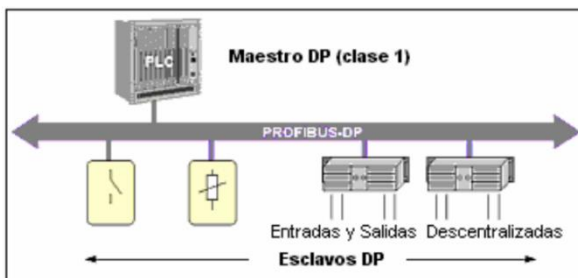 PLC
Maestro DP (clase 1)
PROFIBUS-DP
Entradas y Salidas Descentralizadas
Esclavos DP